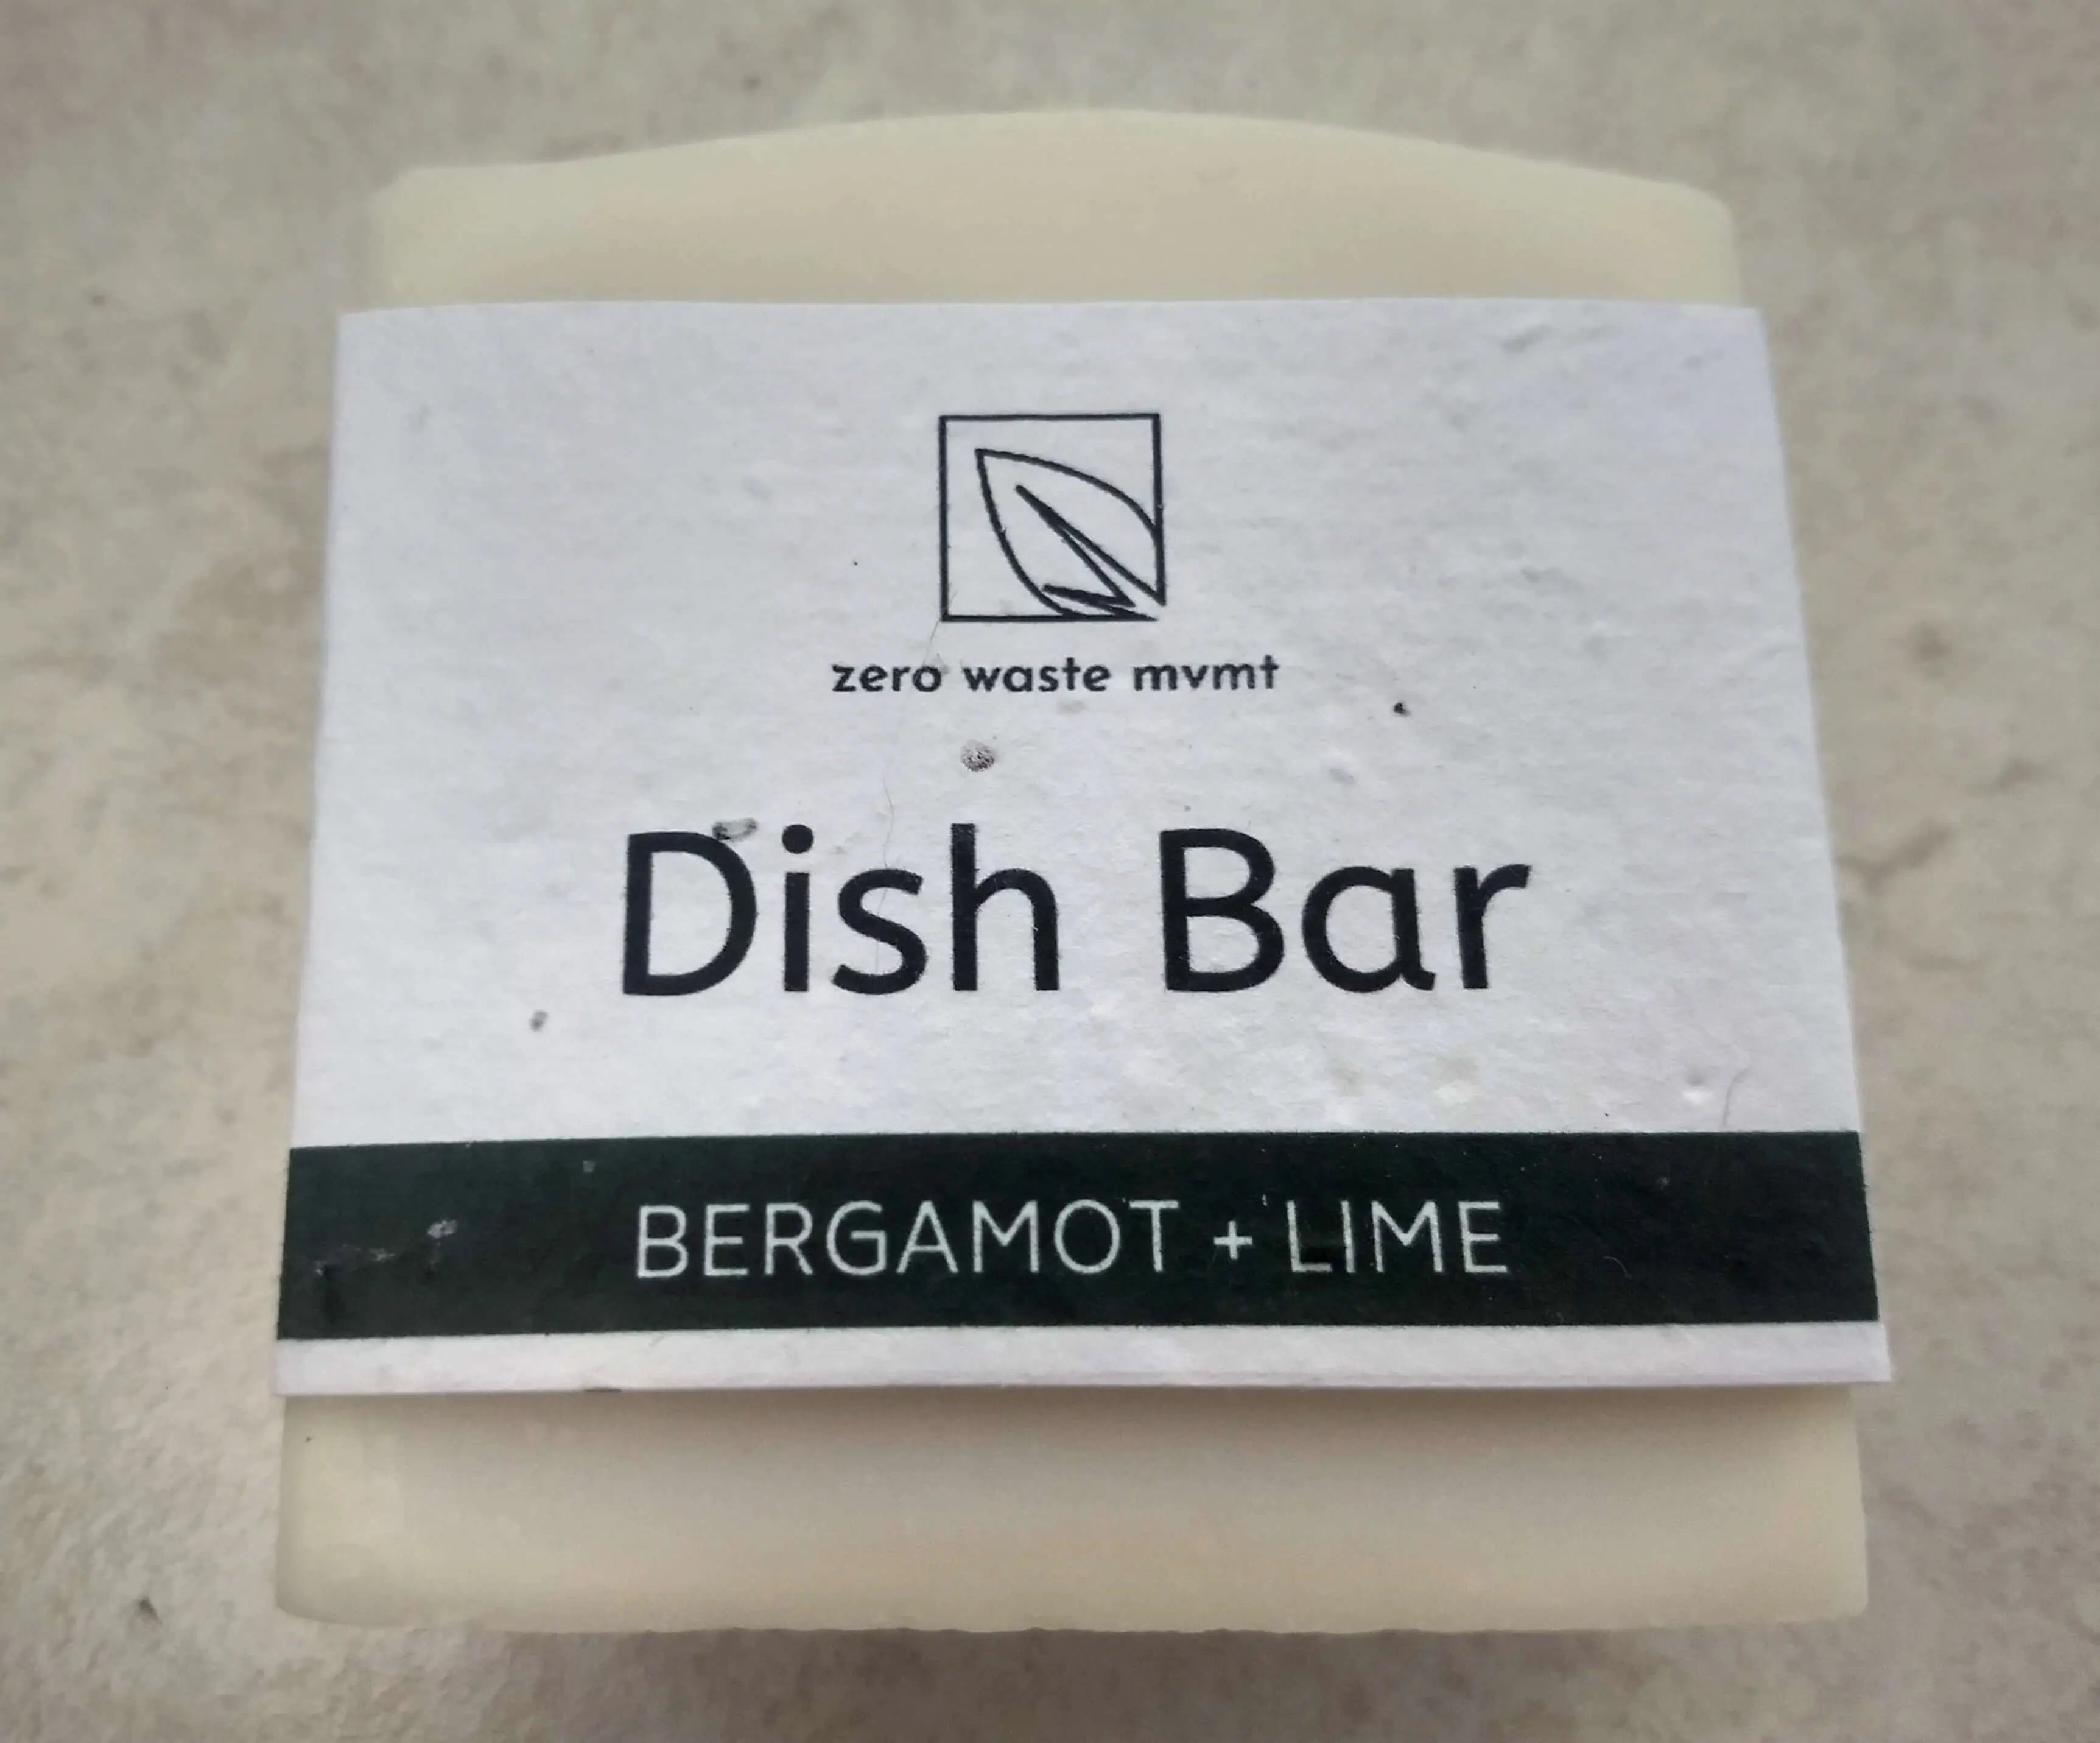 zero waste mvmt
Dish Bar
BERGAMOT + LIME